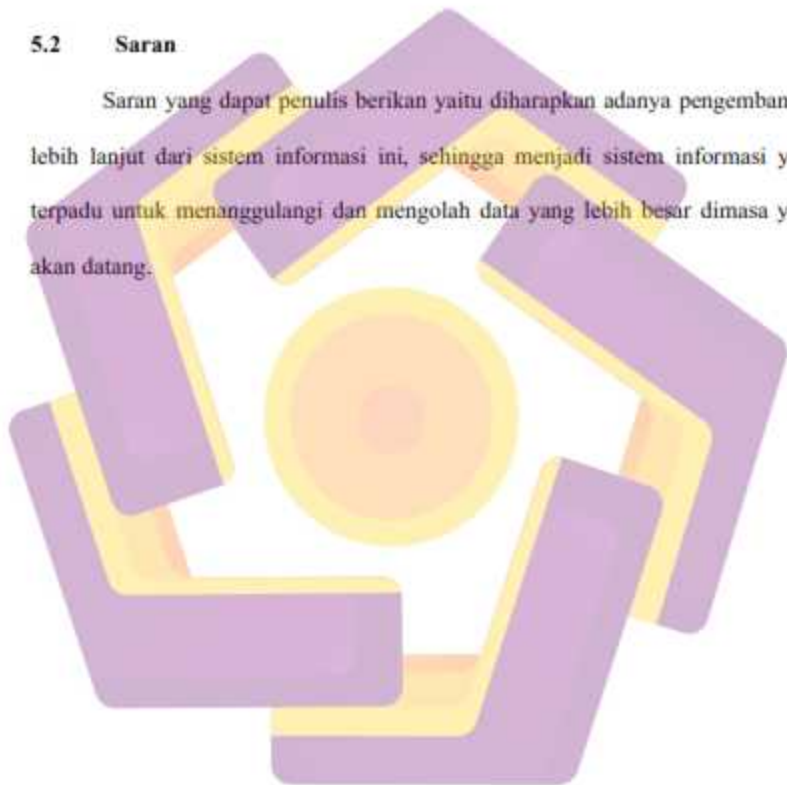 5.2 Saran
Saran yang dapat penulis berikan yaitu diharapkan adanya pengemban
lebih lanjut dari sistem informasi ini, sehingga menjadi sistem informasi y
terpadu untuk menanggulangi dan mengolah data yang lebih besar dimasa y
akan datang.